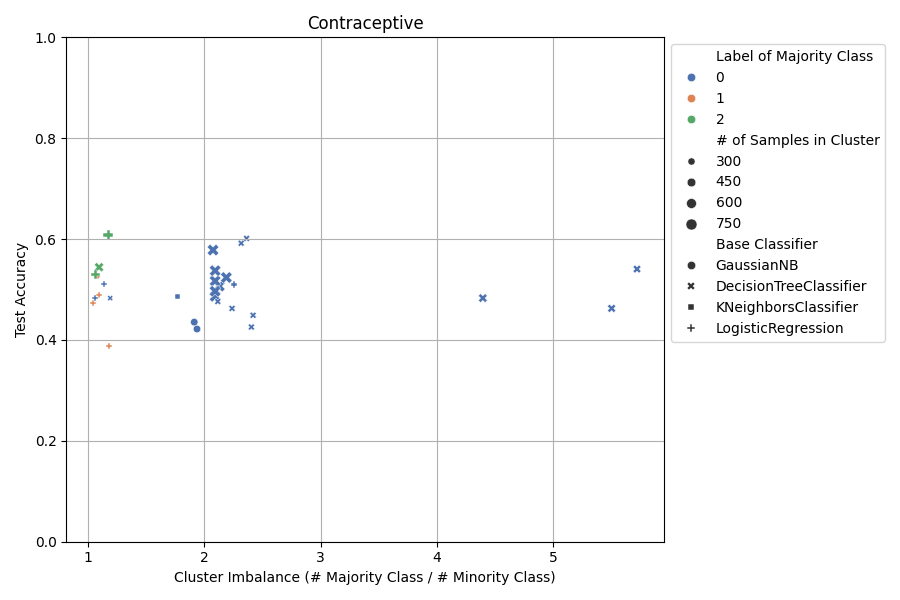 Contraceptive
Test Accuracy
1.0
0.8
0.6
0.4
0.2
0.0
1
2
3
4
5
Cluster Imbalance (# Majority Class / # Minority Class)
Label of Majority Class
0
1
2
# of Samples in Cluster
300
450
600
750
Base Classifier
GaussianNB
DecisionTreeClassifier
KNeighborsClassifier
LogisticRegression